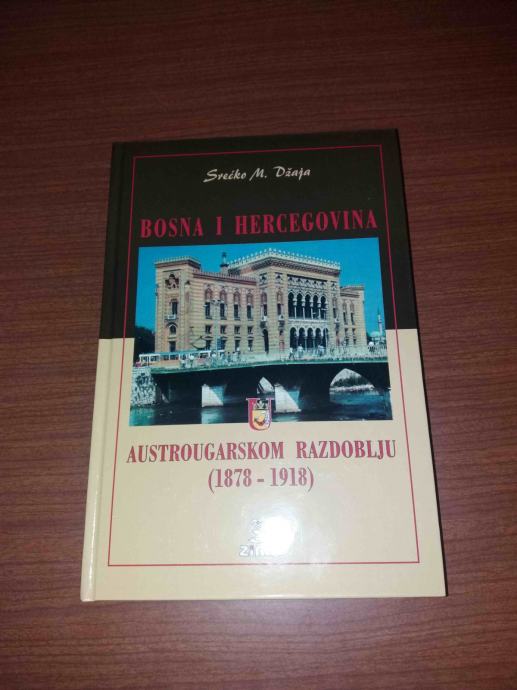 Srećko M. Džaja
BOSNA I HERCEGOVINA
U
AUSTROUGARSKOM RAZDOBLJU
(1878 - 1918)